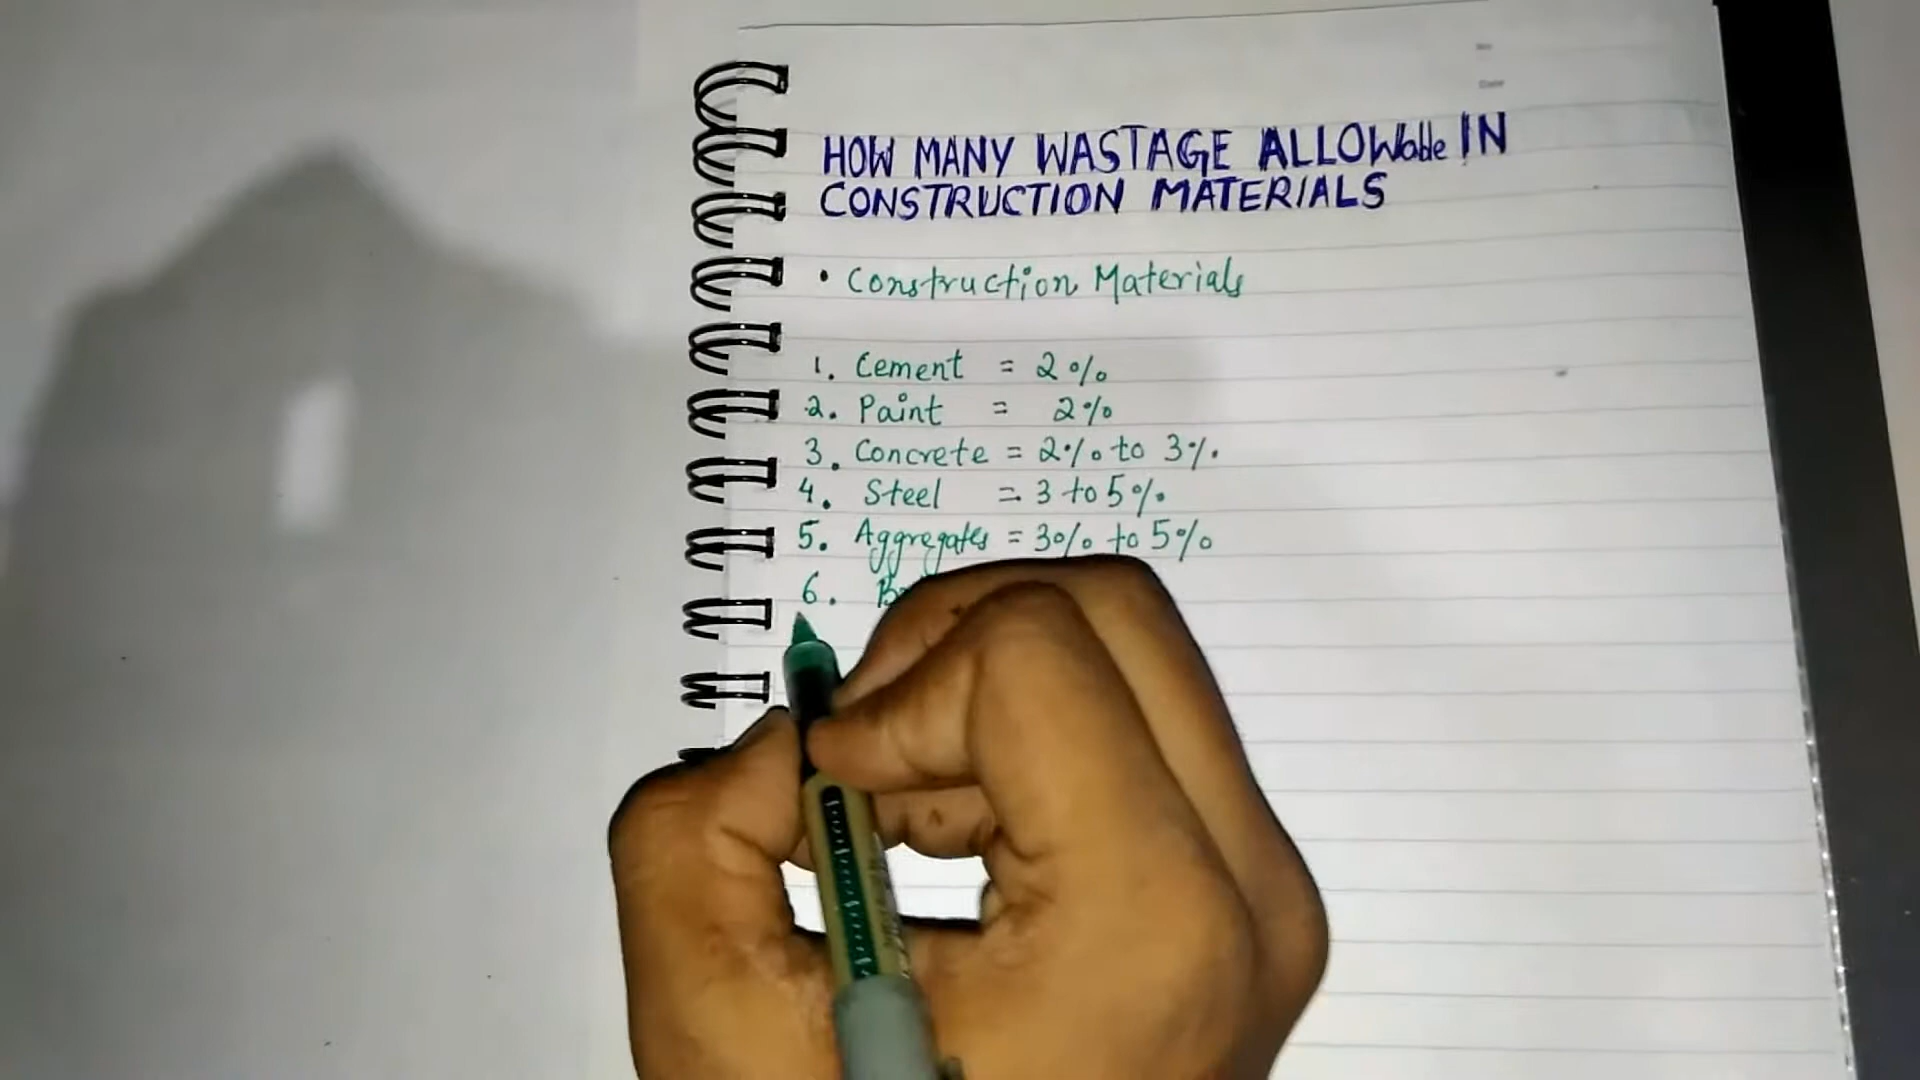 HOW MANY WASTAGE ALLOWable IN
CONSTRUCTION MATERIALS
• Construction Materials
1. Cement = 2%
2. Paint = 2%
3. Concrete = 2% to 3%
4. Steel = 3 to 5%
5. Aggregates = 3% to 5%
6.